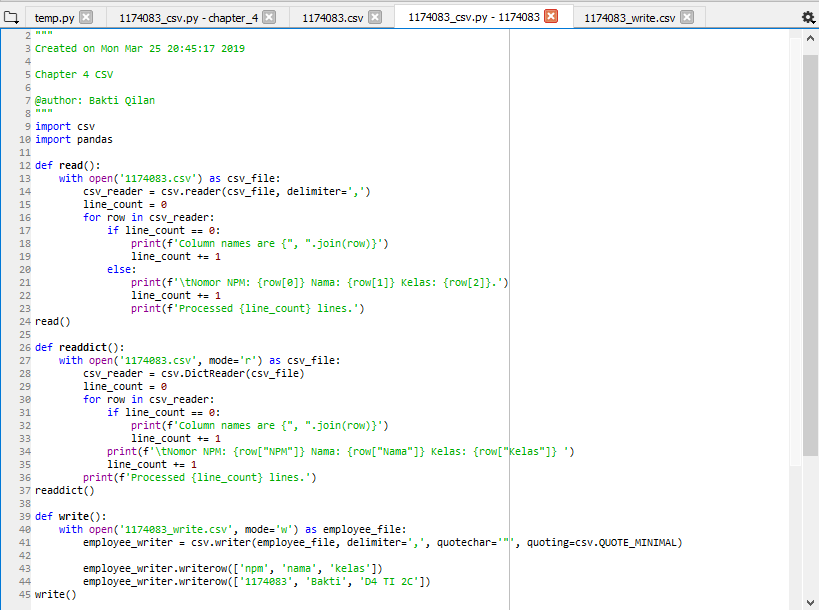 temp.py 1174083_csv.py - chapter_4 1174083.csv 1174083_csv.py - 1174083 1174083_write.csv
2 """
3 Created on Mon Mar 25 20:45:17 2019
4
5 Chapter 4 CSV
6
7 @author: Bakti Qilan
8 """
9 import csv
10 import pandas
11
12 def read():
13     with open('1174083.csv') as csv_file:
14         csv_reader = csv.reader(csv_file, delimiter=',')
15         line_count = 0
16         for row in csv_reader:
17             if line_count == 0:
18                 print(f'Column names are {", ".join(row)}')
19                 line_count += 1
20             else:
21                 print(f'\tNomor NPM: {row[0]} Nama: {row[1]} Kelas: {row[2]}.')
22                 line_count += 1
23                 print(f'Processed {line_count} lines.')
24 read()
25
26 def readdict():
27     with open('1174083.csv', mode='r') as csv_file:
28         csv_reader = csv.DictReader(csv_file)
29         line_count = 0
30         for row in csv_reader:
31             if line_count == 0:
32                 print(f'Column names are {", ".join(row)}')
33                 line_count += 1
34             print(f'\tNomor NPM: {row["NPM"]} Nama: {row["Nama"]} Kelas: {row["Kelas"]} ')
35             line_count += 1
36         print(f'Processed {line_count} lines.')
37 readdict()
38
39 def write():
40     with open('1174083_write.csv', mode='w') as employee_file:
41         employee_writer = csv.writer(employee_file, delimiter=',', quotechar='"', quoting=csv.QUOTE_MINIMAL)
42
43         employee_writer.writerow(['npm', 'nama', 'kelas'])
44         employee_writer.writerow(['1174083', 'Bakti', 'D4 TI 2C'])
45 write()